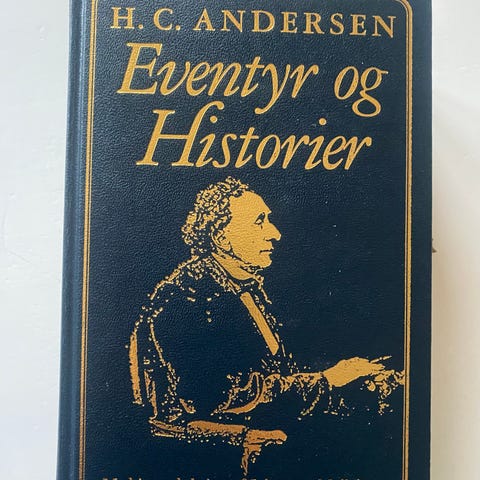 H. C. ANDERSEN
Eventyr og
Historier